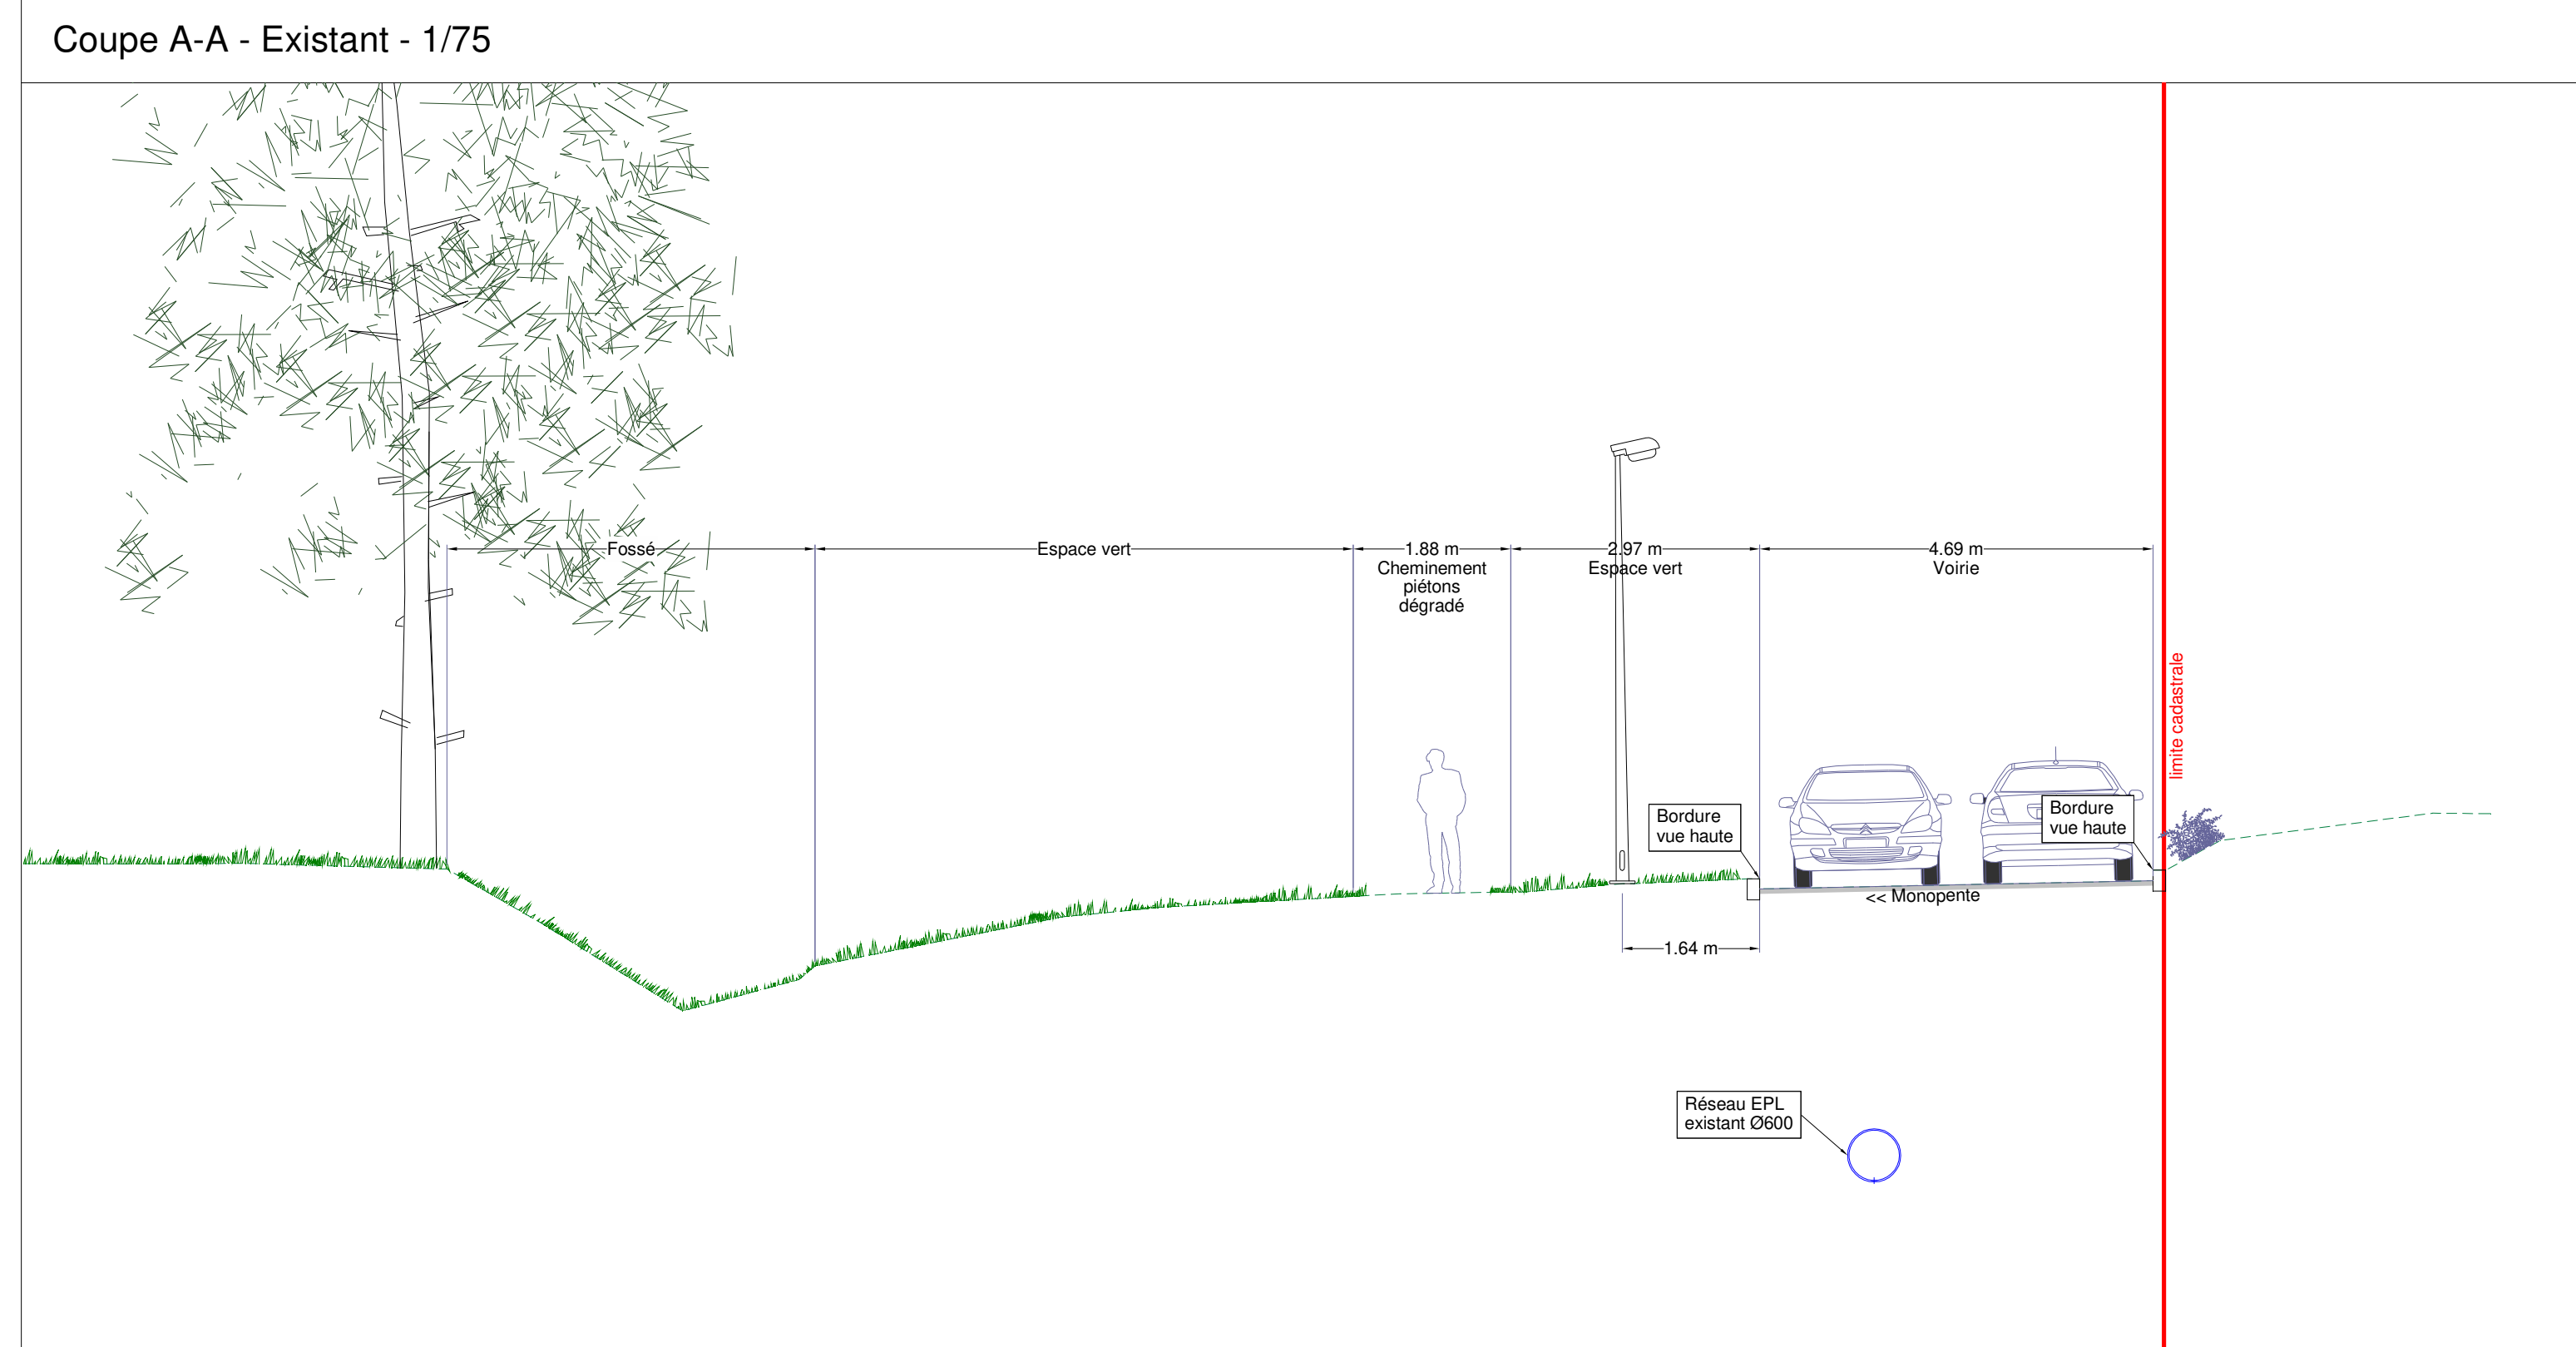 Coupe A-A - Existant - 1/75
Fossé
Espace vert
1.88 m
Cheminement
piétons
dégradé
2.97 m
Espace vert
4.69 m
Voirie
limite cadastrale
Bordure
vue haute
Bordure
vue haute
<< Monopente
1.64 m
Réseau EPL
existant Ø600